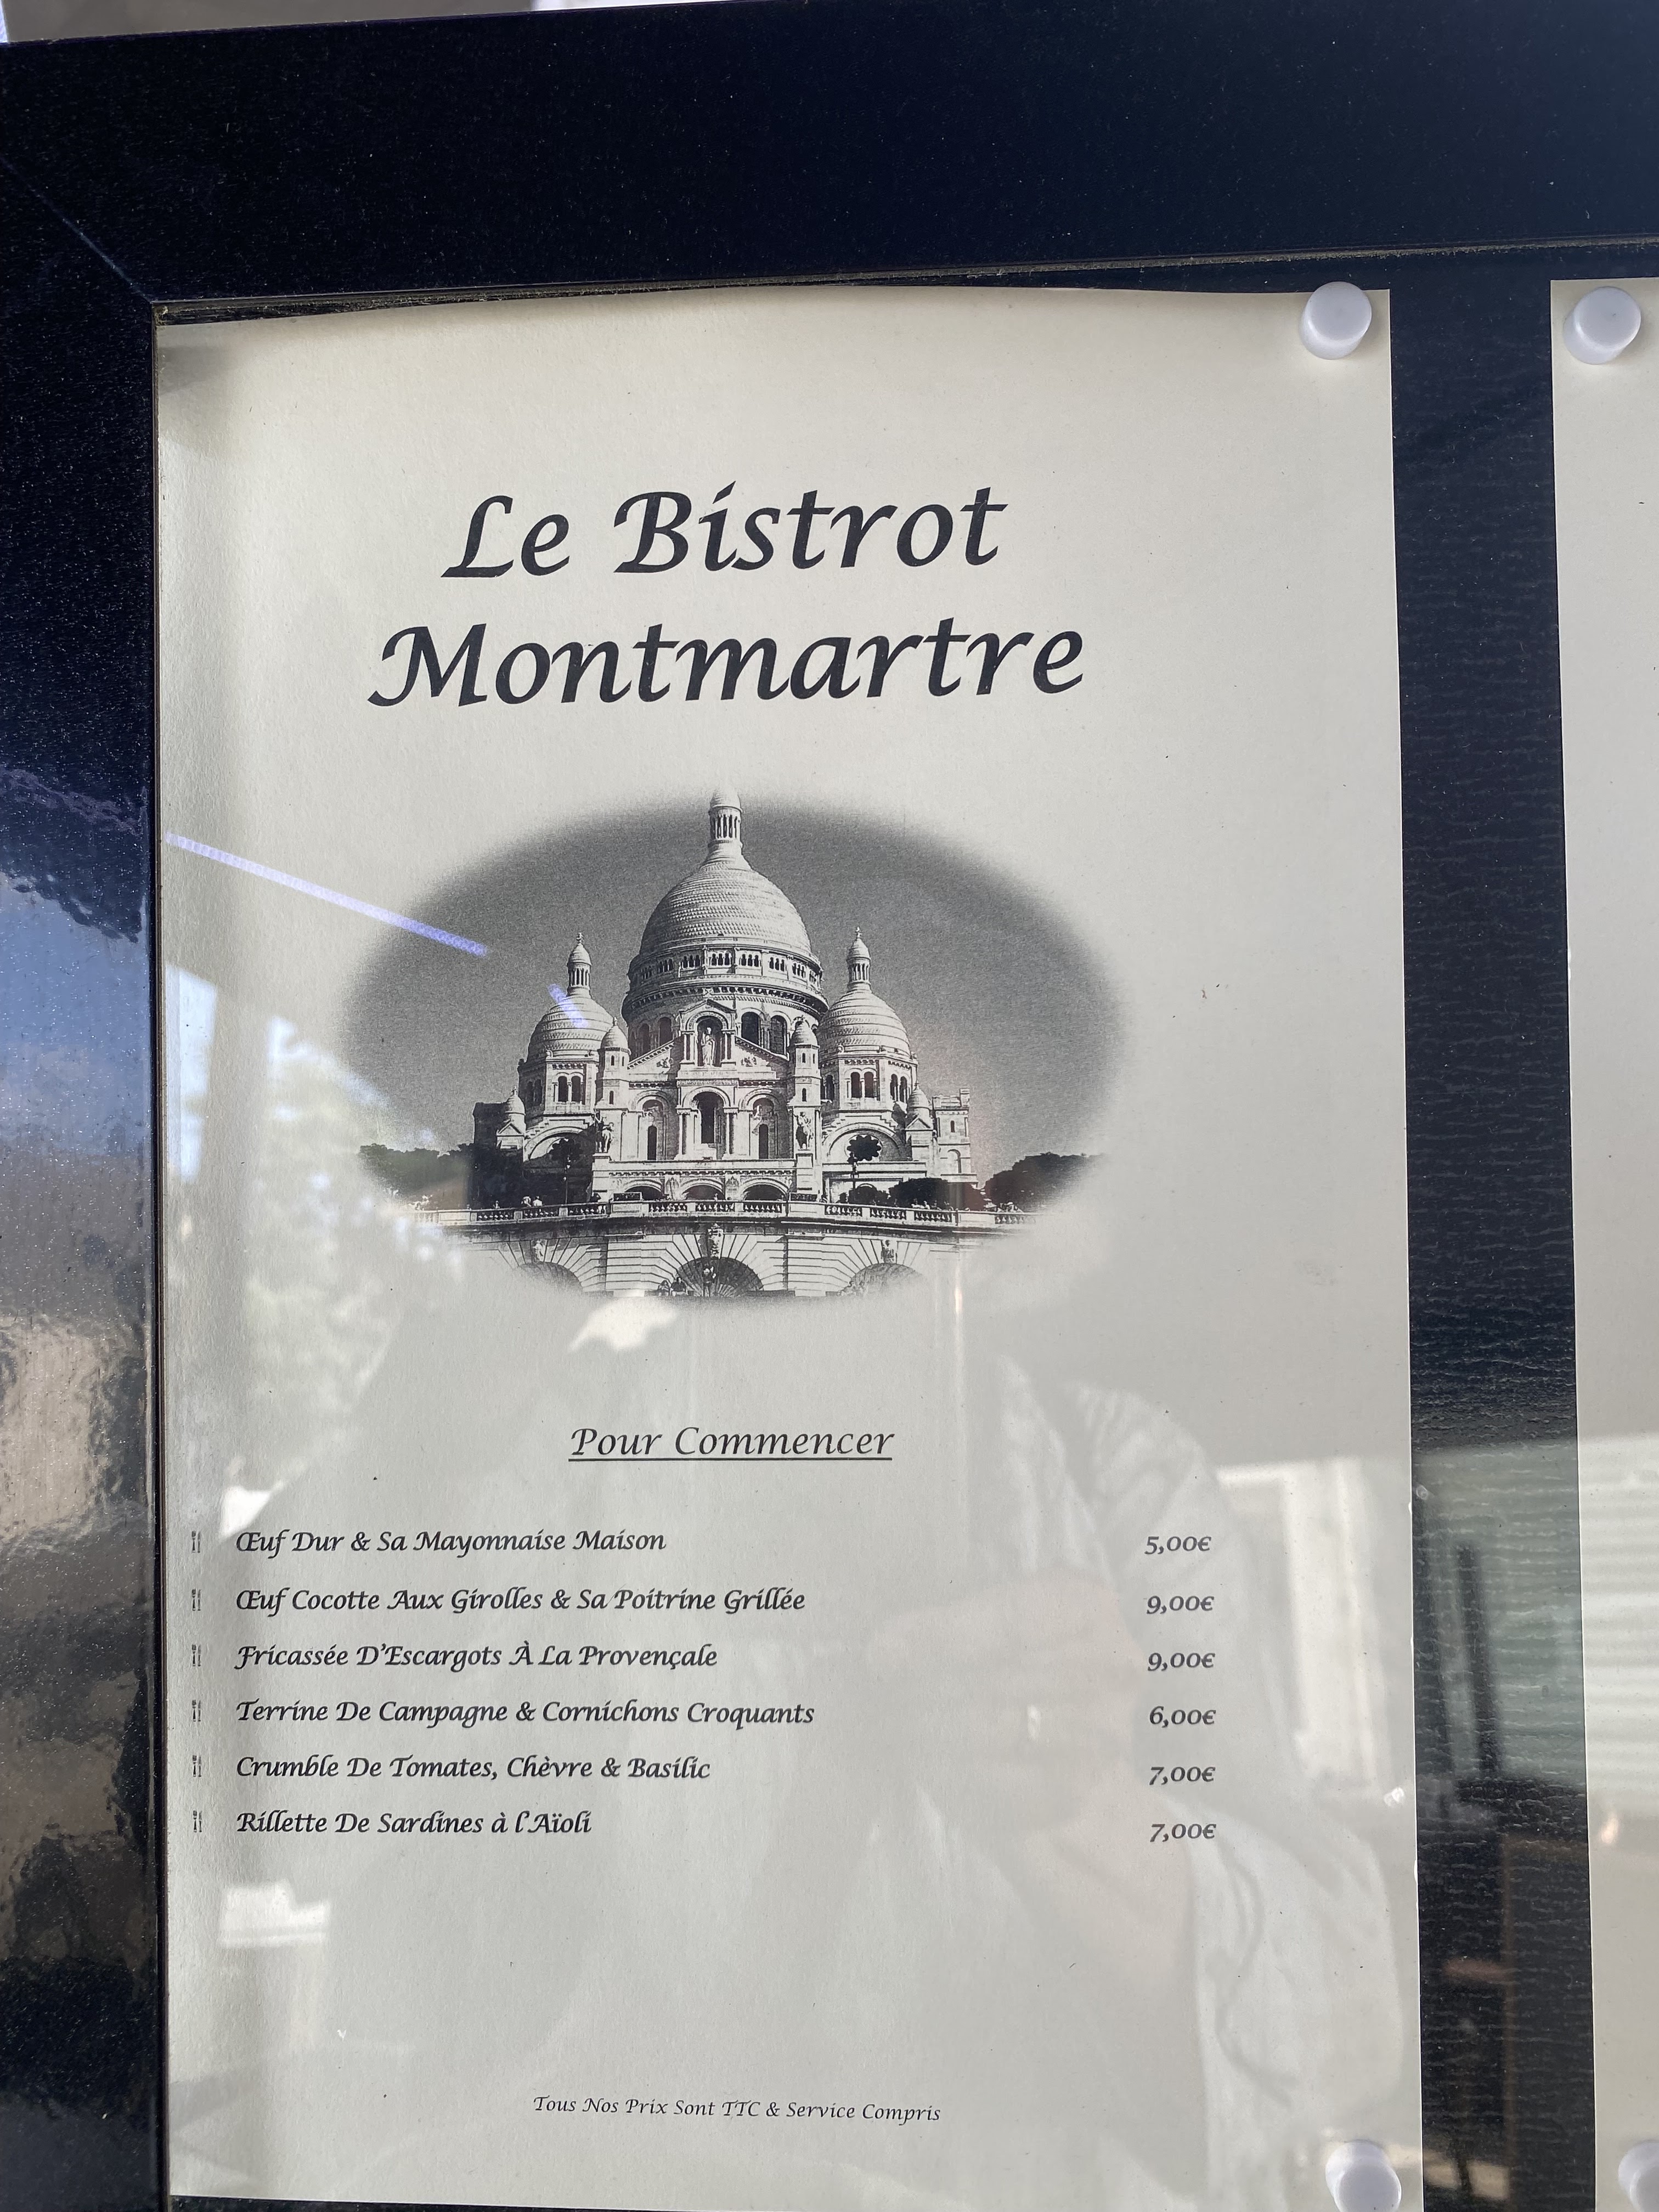 Le Bistrot
Montmartre
Pour Commencer
Œuf Dur & Sa Mayonnaise Maison 5,00€
Œuf Cocotte Aux Girolles & Sa Poitrine Grillée 9,00€
Fricassée D'Escargots À La Provençale 9,00€
Terrine De Campagne & Cornichons Croquants 6,00€
Crumble De Tomates, Chèvre & Basilic 7,00€
Rillette De Sardines à l'Aïoli 7,00€
Tous Nos Prix Sont TTC & Service Compris